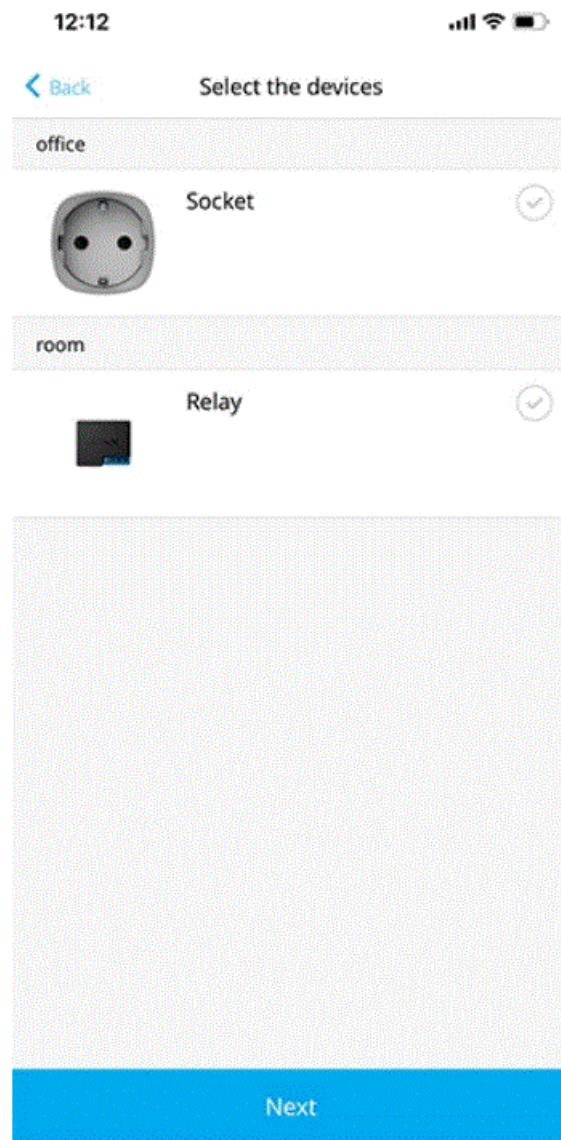 12:12
Back
Select the devices
office
Socket
room
Relay
Next